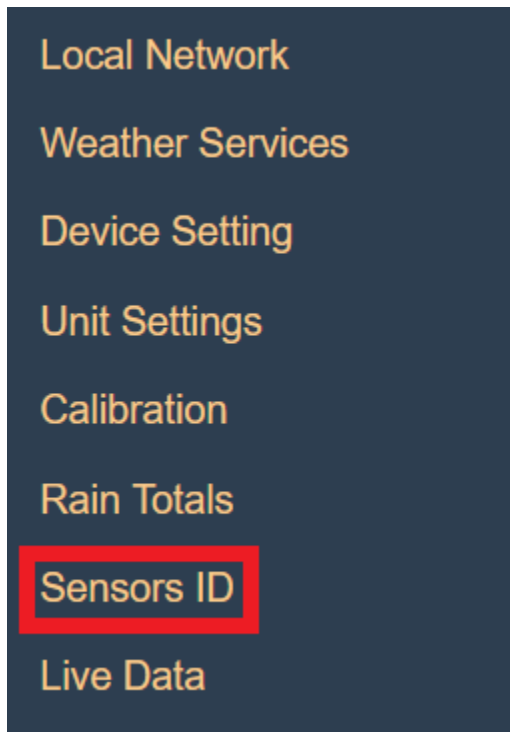 Local Network
Weather Services
Device Setting
Unit Settings
Calibration
Rain Totals
Sensors ID
Live Data